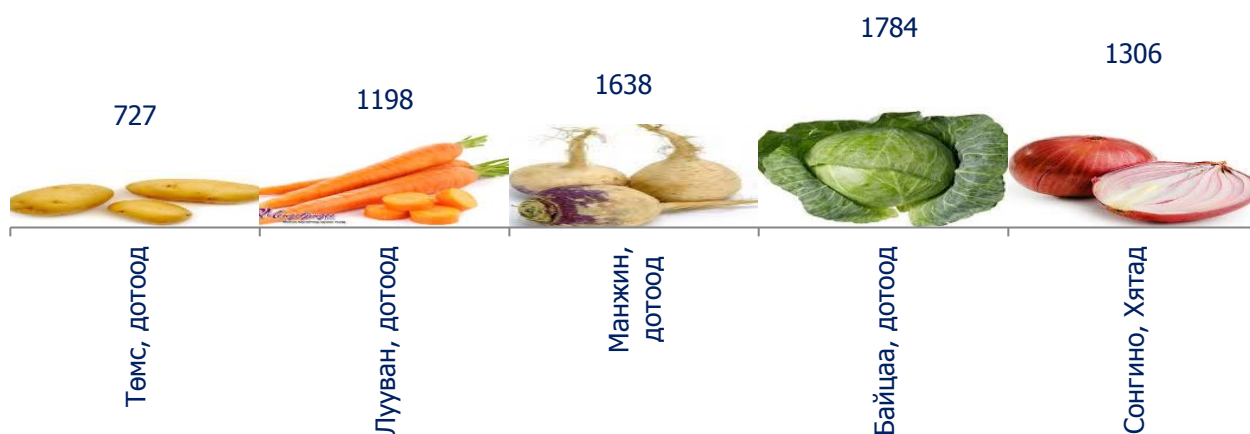 727
1198
1638
1784
1306
Төмс, дотоод
Лууван, дотоод
Манжин,
дотоод
Байцаа, дотоод
Сонгино, Хятад